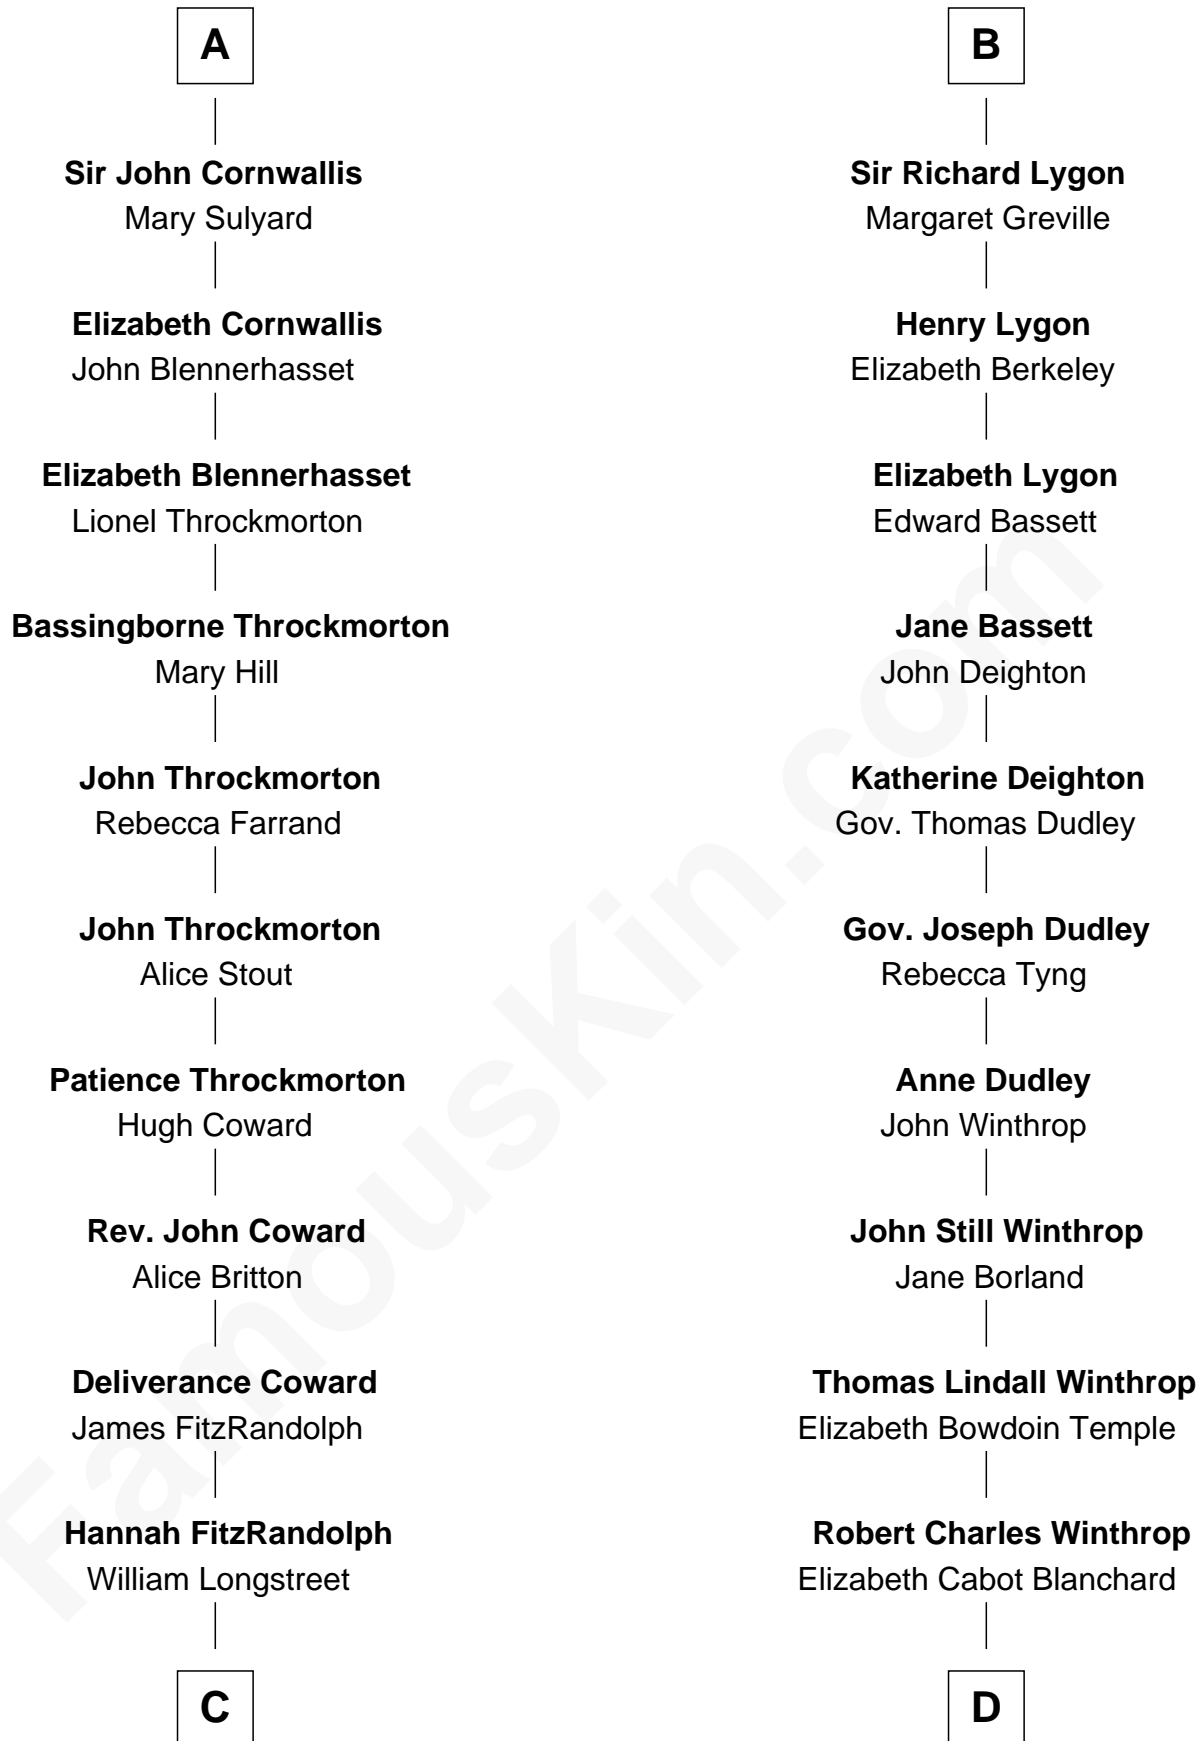 A
Sir John Cornwallis
Mary Sulyard
Elizabeth Cornwallis
John Blennerhasset
Elizabeth Blennerhasset
Lionel Throckmorton
Bassingborne Throckmorton
Mary Hill
John Throckmorton
Rebecca Farrand
John Throckmorton
Alice Stout
Patience Throckmorton
Hugh Coward
Rev. John Coward
Alice Britton
Deliverance Coward
James FitzRandolph
Hannah FitzRandolph
William Longstreet
C
B
Sir Richard Lygon
Margaret Greville
Henry Lygon
Elizabeth Berkeley
Elizabeth Lygon
Edward Bassett
Jane Bassett
John Deighton
Katherine Deighton
Gov. Thomas Dudley
Gov. Joseph Dudley
Rebecca Tyng
Anne Dudley
John Winthrop
John Still Winthrop
Jane Borland
Thomas Lindall Winthrop
Elizabeth Bowdoin Temple
Robert Charles Winthrop
Elizabeth Cabot Blanchard
D
FamousKin.com